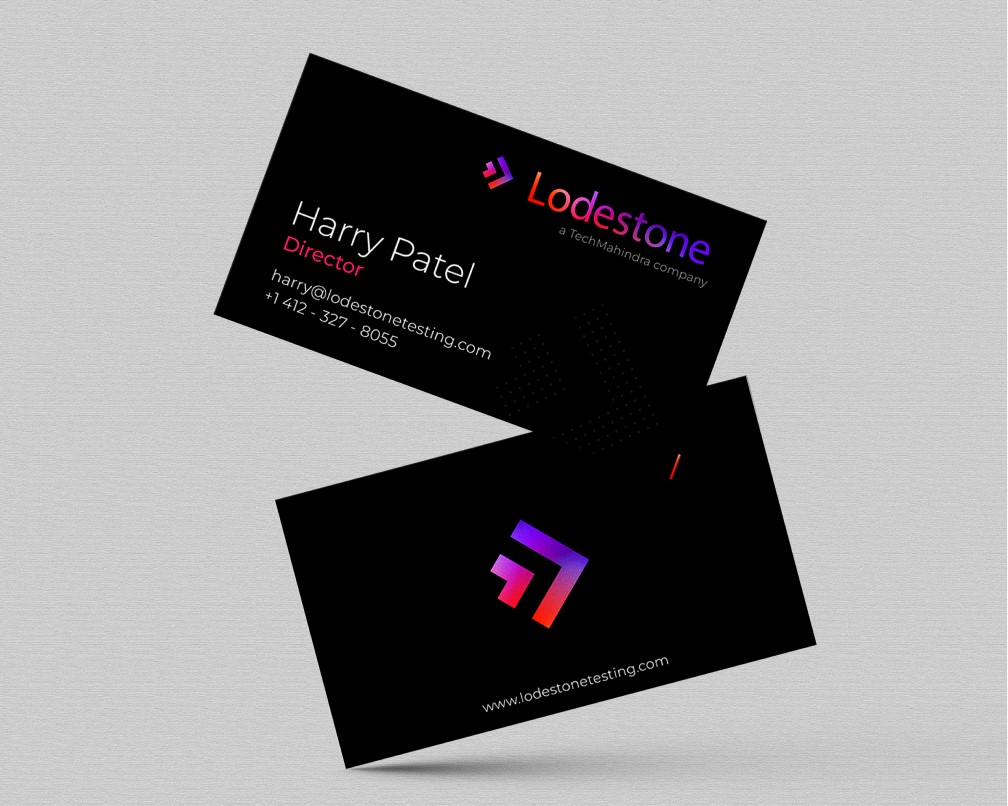 Lodestone
a TechMahindra company
Harry Patel
Director
harry@lodestonetesting.com
+1 412 - 327 - 8055
www.lodestonetesting.com